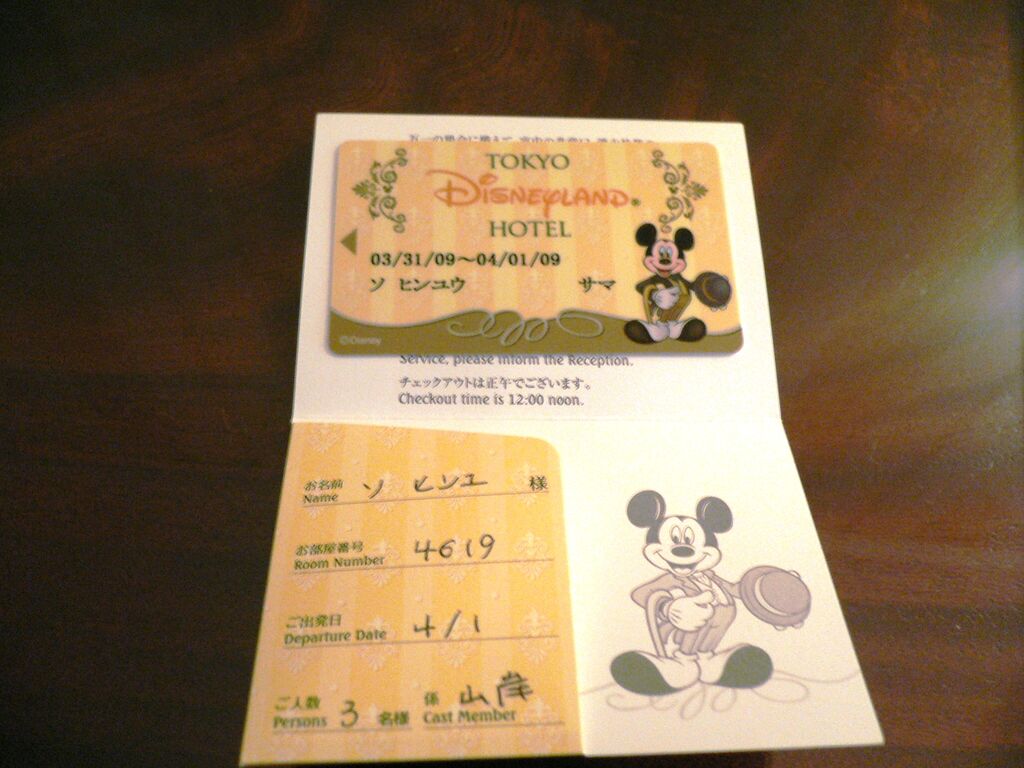 TOKYO
DISNEYLAND®
HOTEL
03/31/09～04/01/09
ソ ヒンユウ サマ
©Disney
Service, please inform the Reception.
チェックアウトは正午でございます。
Checkout time is 12:00 noon.
お名前 ソ ヒンユ 様
Name
お部屋番号 4619
Room Number
ご出発日 4/1
Departure Date
ご人数 3 名様 係 山岸
Persons Cast Member